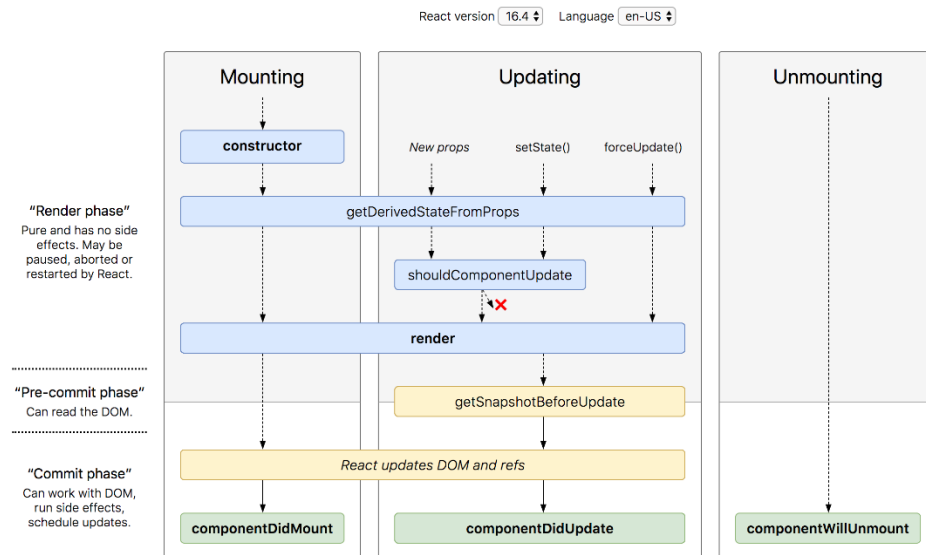 React version 16.4 Language en-US
Mounting
Updating
Unmounting
constructor
New props
setState()
forceUpdate()
“Render phase”
Pure and has no side
effects. May be
paused, aborted or
restarted by React.
getDerivedStateFromProps
shouldComponentUpdate
render
“Pre-commit phase”
Can read the DOM.
getSnapshotBeforeUpdate
“Commit phase”
Can work with DOM,
run side effects,
schedule updates.
React updates DOM and refs
componentDidMount
componentDidUpdate
componentWillUnmount